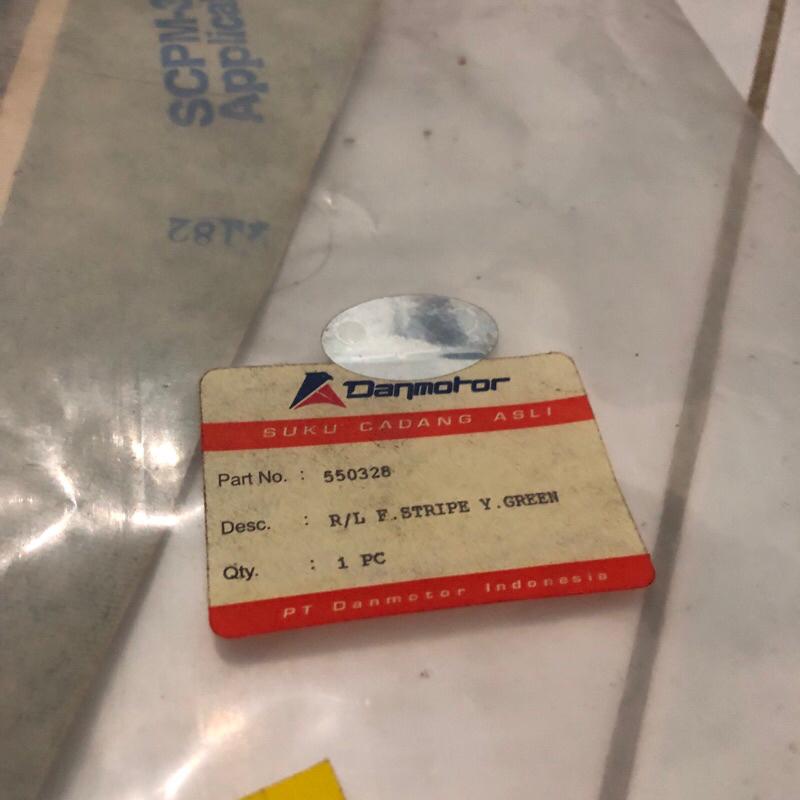 SCPM-
Applica
Danmotor
SUKU CADANG ASLI
Part No. : 550328
Desc. : R/L F.STRIPE Y.GREEN
Qty. : 1 PC
PT Danmotor Indonesia